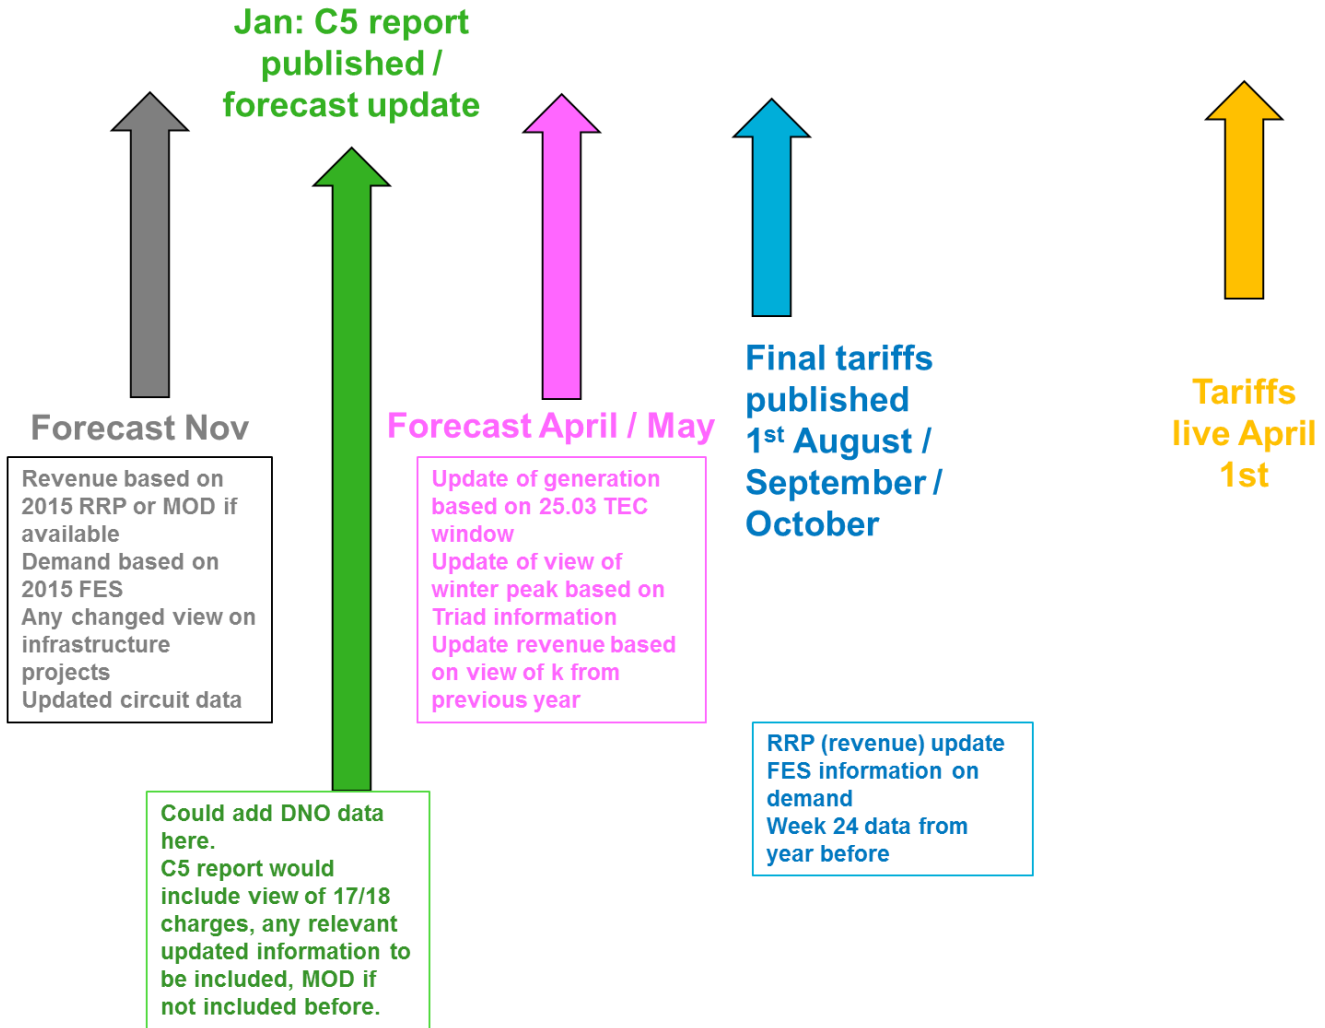 Jan: C5 report
published /
forecast update
Forecast Nov
Revenue based on
2015 RRP or MOD if
available
Demand based on
2015 FES
Any changed view on
infrastructure
projects
Updated circuit data
Could add DNO data
here.
C5 report would
include view of 17/18
charges, any relevant
updated information to
be included, MOD if
not included before.
Forecast April / May
Update of generation
based on 25.03 TEC
window
Update of view of
winter peak based on
Triad information
Update revenue based
on view of k from
previous year
Final tariffs
published
1st August /
September /
October
RRP (revenue) update
FES information on
demand
Week 24 data from
year before
Tariffs
live April
1st